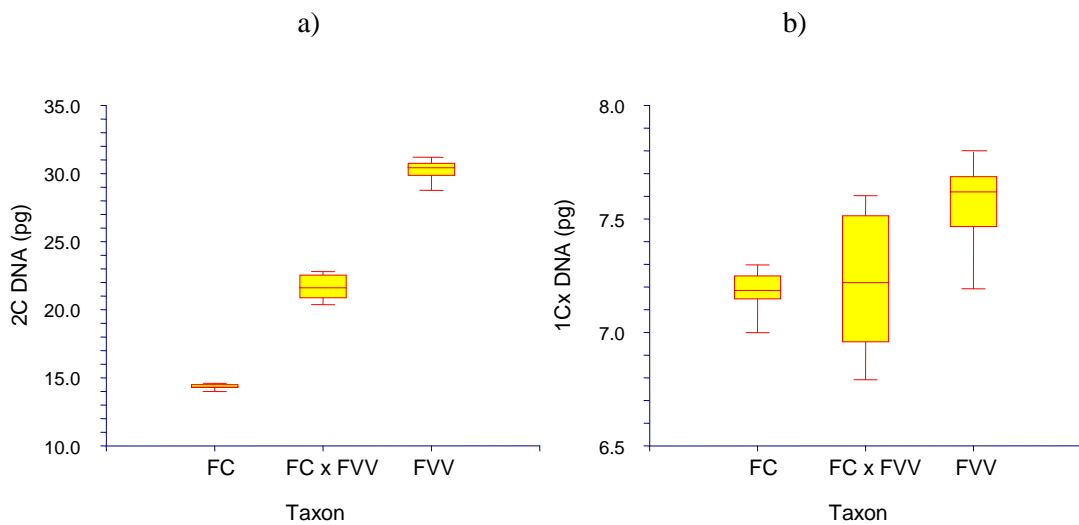 a)
2C DNA (pg)
35.0
30.0
25.0
20.0
15.0
10.0
FC
FC x FVV
FVV
Taxon
b)
1Cx DNA (pg)
8.0
7.5
7.0
6.5
FC
FC x FVV
FVV
Taxon